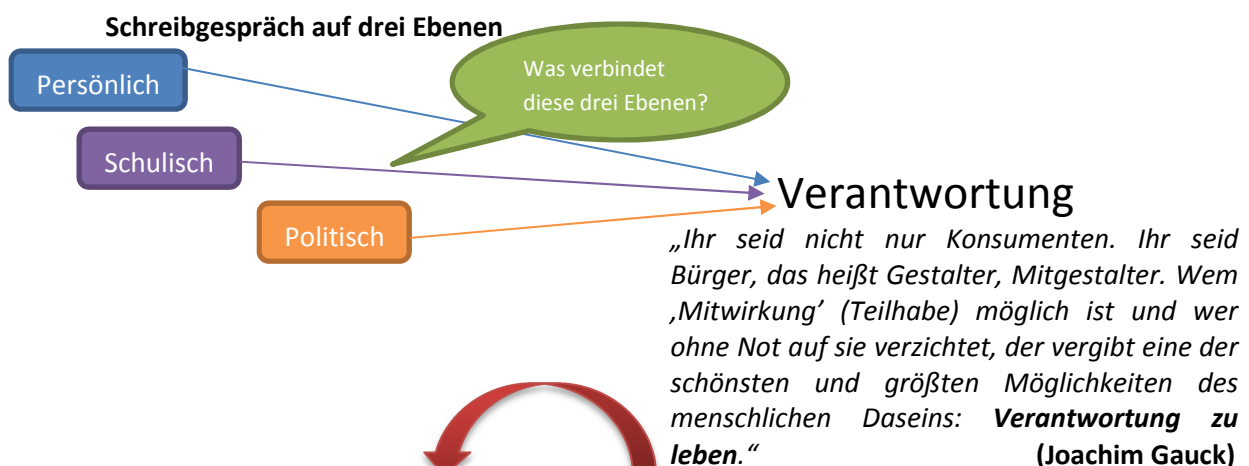 Schreibgespräch auf drei Ebenen
Persönlich
Was verbindet
diese drei Ebenen?
Schulisch
Verantwortung
Politisch
„Ihr seid nicht nur Konsumenten. Ihr seid
Bürger, das heißt Gestalter, Mitgestalter. Wem
‚Mitwirkung’ (Teilhabe) möglich ist und wer
ohne Not auf sie verzichtet, der vergibt eine der
schönsten und größten Möglichkeiten des
menschlichen Daseins: Verantwortung zu
leben.“ (Joachim Gauck)